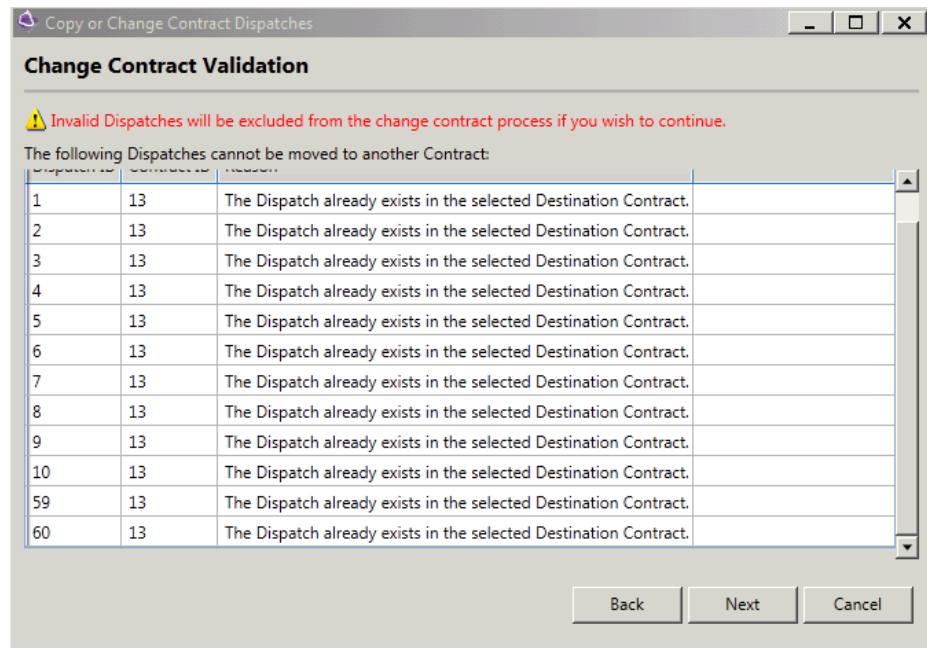 Copy or Change Contract Dispatches
Change Contract Validation
Invalid Dispatches will be excluded from the change contract process if you wish to continue.
The following Dispatches cannot be moved to another Contract:
Dispatch ID Contract ID Reason
1 13 The Dispatch already exists in the selected Destination Contract.
2 13 The Dispatch already exists in the selected Destination Contract.
3 13 The Dispatch already exists in the selected Destination Contract.
4 13 The Dispatch already exists in the selected Destination Contract.
5 13 The Dispatch already exists in the selected Destination Contract.
6 13 The Dispatch already exists in the selected Destination Contract.
7 13 The Dispatch already exists in the selected Destination Contract.
8 13 The Dispatch already exists in the selected Destination Contract.
9 13 The Dispatch already exists in the selected Destination Contract.
10 13 The Dispatch already exists in the selected Destination Contract.
59 13 The Dispatch already exists in the selected Destination Contract.
60 13 The Dispatch already exists in the selected Destination Contract.
Back Next Cancel